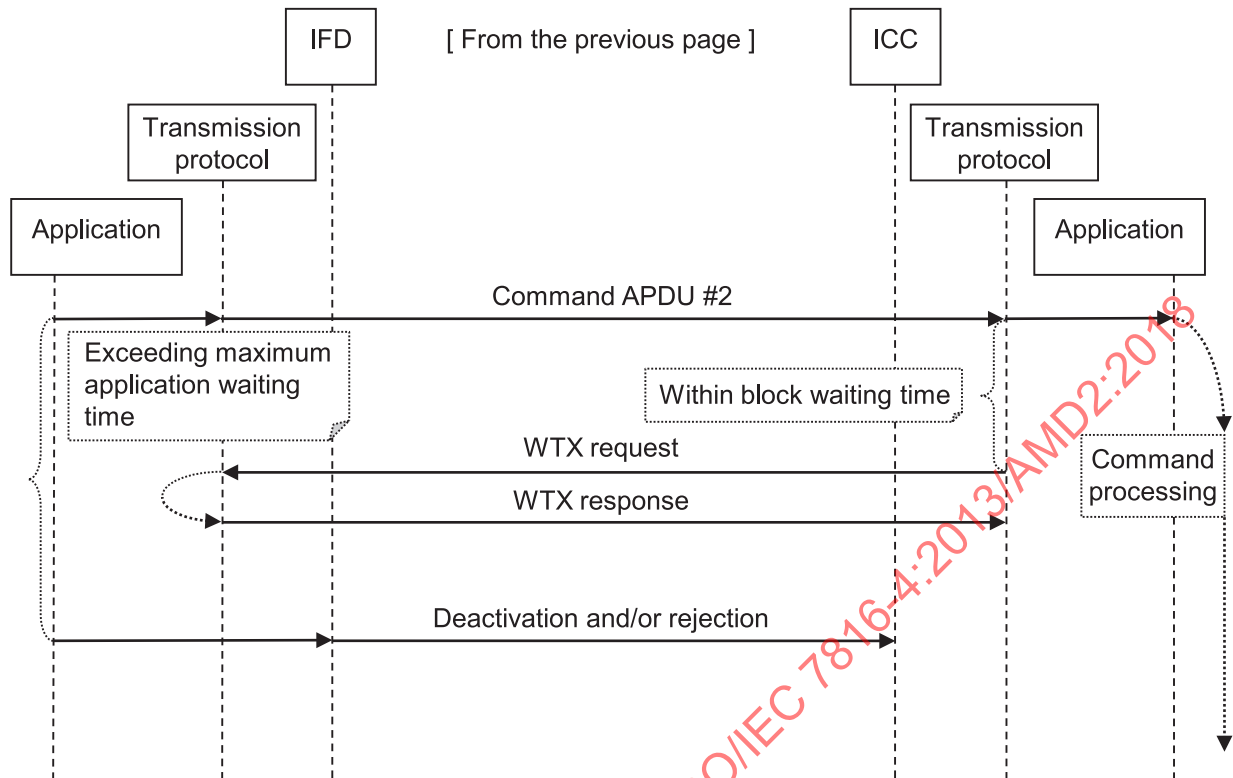 IFD
[ From the previous page ]
ICC
Transmission
protocol
Transmission
protocol
Application
Application
Command APDU #2
Exceeding maximum
application waiting
time
Within block waiting time
WTX request
Command
processing
WTX response
Deactivation and/or rejection
O/IEC 7816-4:2013/AMD2:2018